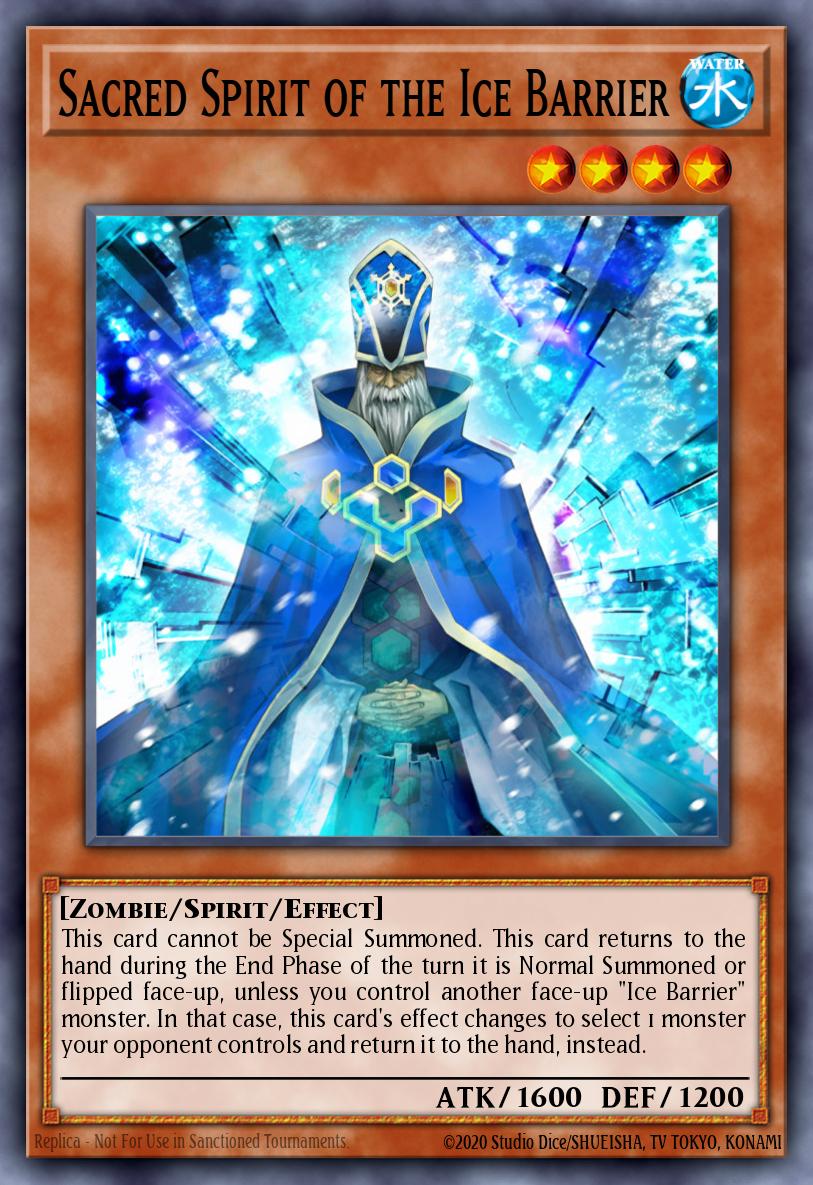 Sacred Spirit of the Ice Barrier
WATER
水
[Zombie/Spirit/Effect]
This card cannot be Special Summoned. This card returns to the
hand during the End Phase of the turn it is Normal Summoned or
flipped face-up, unless you control another face-up "Ice Barrier"
monster. In that case, this card's effect changes to select 1 monster
your opponent controls and return it to the hand, instead.
ATK/1600 DEF/1200
Replica - Not For Use in Sanctioned Tournaments.
©2020 Studio Dice/SHUEISHA, TV TOKYO, KONAMI